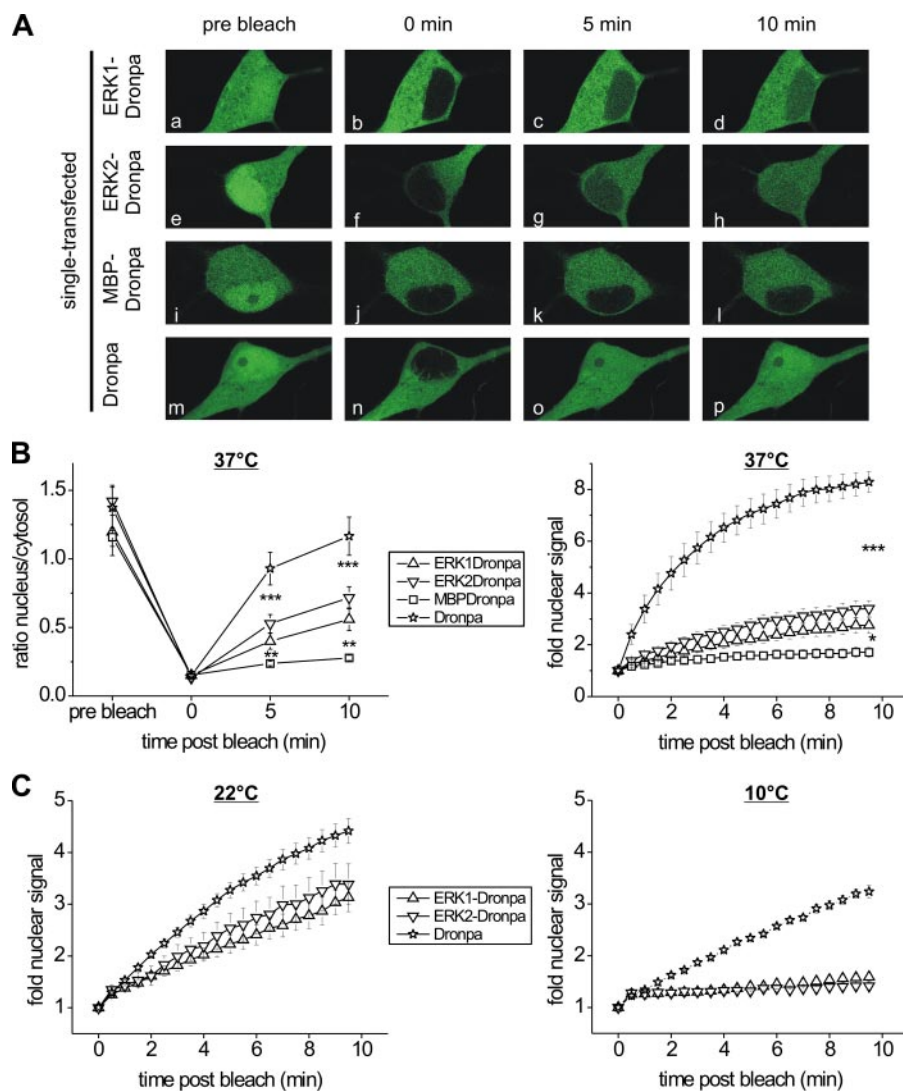 A
pre bleach 0 min 5 min 10 min
single-transfected
ERK1-
Dronpa
a b c d
ERK2-
Dronpa
e f g h
MBP-
Dronpa
i j k l
Dronpa
m n o p
B
37°C
ratio nucleus/cytosol
1.5
1.0
0.5
0.0
***
***
**
**
pre bleach 0 5 10
time post bleach (min)
ERK1Dronpa
ERK2Dronpa
MBPDronpa
Dronpa
37°C
fold nuclear signal
8
6
4
2
0
***
*
0 2 4 6 8 10
time post bleach (min)
C
22°C
fold nuclear signal
5
4
3
2
1
0 2 4 6 8 10
time post bleach (min)
ERK1-Dronpa
ERK2-Dronpa
Dronpa
10°C
fold nuclear signal
5
4
3
2
1
0 2 4 6 8 10
time post bleach (min)